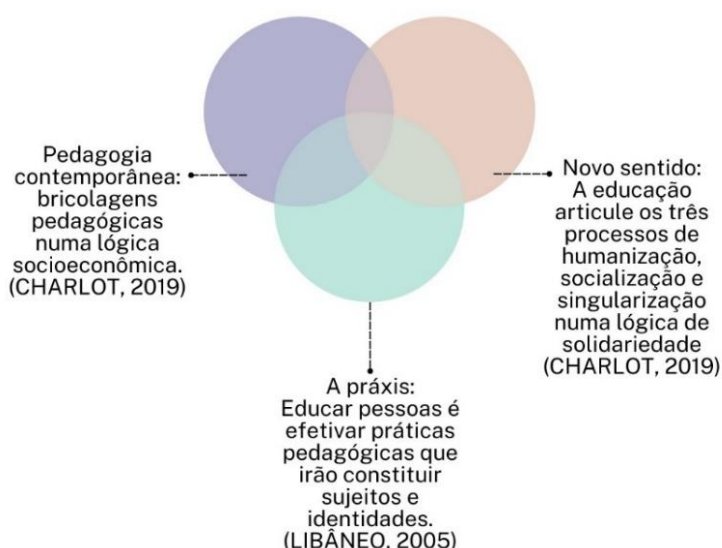 Pedagogia
contemporânea:
bricolagens
pedagógicas
numa lógica
socioeconômica.
(CHARLOT, 2019)
Novo sentido:
A educação
articule os três
processos de
humanização,
socialização e
singularização
numa lógica de
solidariedade
(CHARLOT, 2019)
A práxis:
Educar pessoas é
efetivar práticas
pedagógicas que
irão constituir
sujeitos e
identidades.
(LIBÂNEO, 2005)